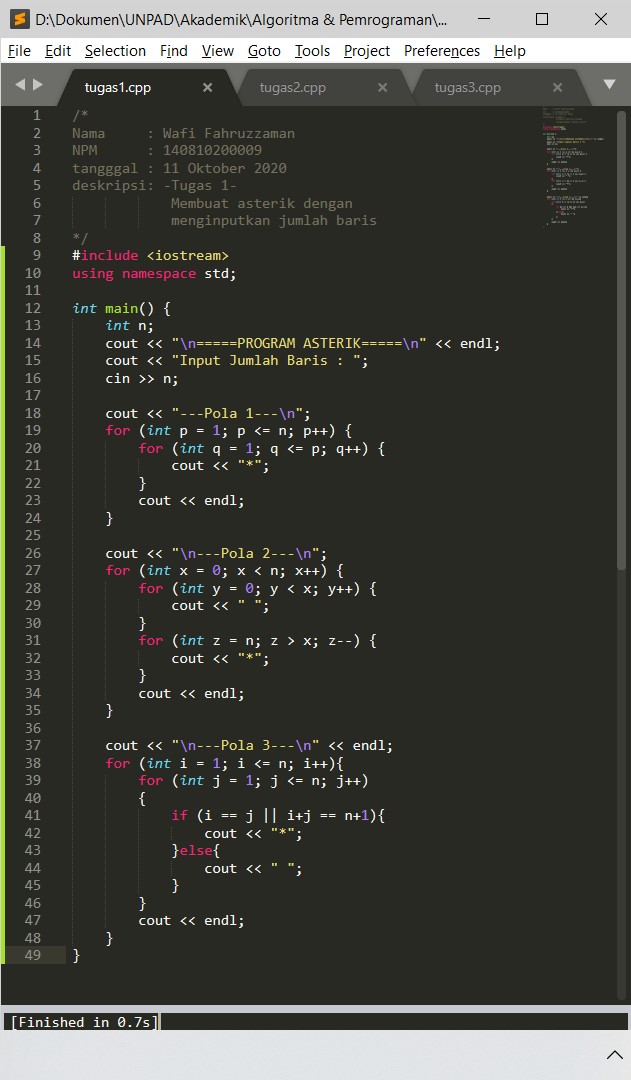 D:\Dokumen\UNPAD\Akademik\Algoritma & Pemrograman\...
File Edit Selection Find View Goto Tools Project Preferences Help
tugas1.cpp tugas2.cpp tugas3.cpp
1 /*
2 Nama     : Wafi Fahruzzaman
3 NPM      : 140810200009
4 tangggal : 11 Oktober 2020
5 deskripsi: -Tugas 1-
6             Membuat asterik dengan
7             menginputkan jumlah baris
8 */
9 #include <iostream>
10 using namespace std;
11
12 int main() {
13     int n;
14     cout << "\n=====PROGRAM ASTERIK=====\n" << endl;
15     cout << "Input Jumlah Baris : ";
16     cin >> n;
17
18     cout << "---Pola 1---\n";
19     for (int p = 1; p <= n; p++) {
20         for (int q = 1; q <= p; q++) {
21             cout << "*";
22         }
23         cout << endl;
24     }
25
26     cout << "\n---Pola 2---\n";
27     for (int x = 0; x < n; x++) {
28         for (int y = 0; y < x; y++) {
29             cout << " ";
30         }
31         for (int z = n; z > x; z--) {
32             cout << "*";
33         }
34         cout << endl;
35     }
36
37     cout << "\n---Pola 3---\n" << endl;
38     for (int i = 1; i <= n; i++){
39         for (int j = 1; j <= n; j++)
40         {
41             if (i == j || i+j == n+1){
42                 cout << "*";
43             }else{
44                 cout << " ";
45             }
46         }
47         cout << endl;
48     }
49 }
[Finished in 0.7s]